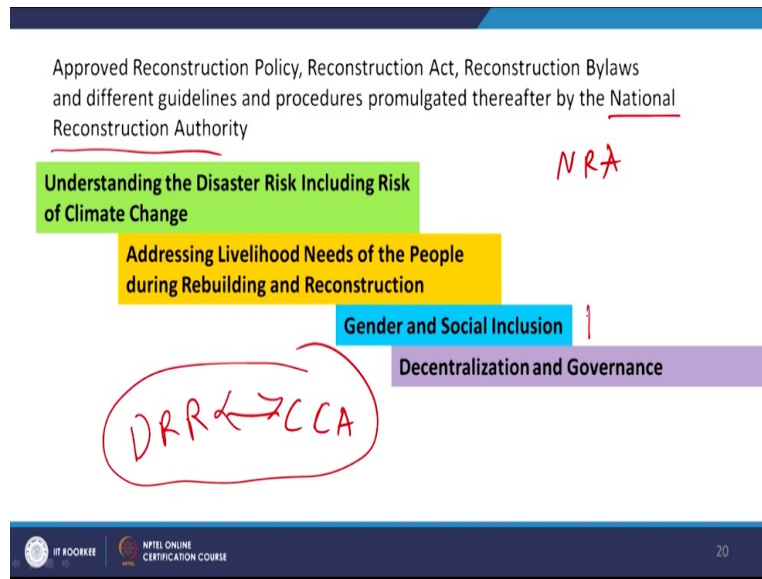 Approved Reconstruction Policy, Reconstruction Act, Reconstruction Bylaws
and different guidelines and procedures promulgated thereafter by the National
Reconstruction Authority
NRA
Understanding the Disaster Risk Including Risk
of Climate Change
Addressing Livelihood Needs of the People
during Rebuilding and Reconstruction
Gender and Social Inclusion
Decentralization and Governance
DRR ↔ CCA
IIT ROORKEE
NPTEL ONLINE
CERTIFICATION COURSE
20